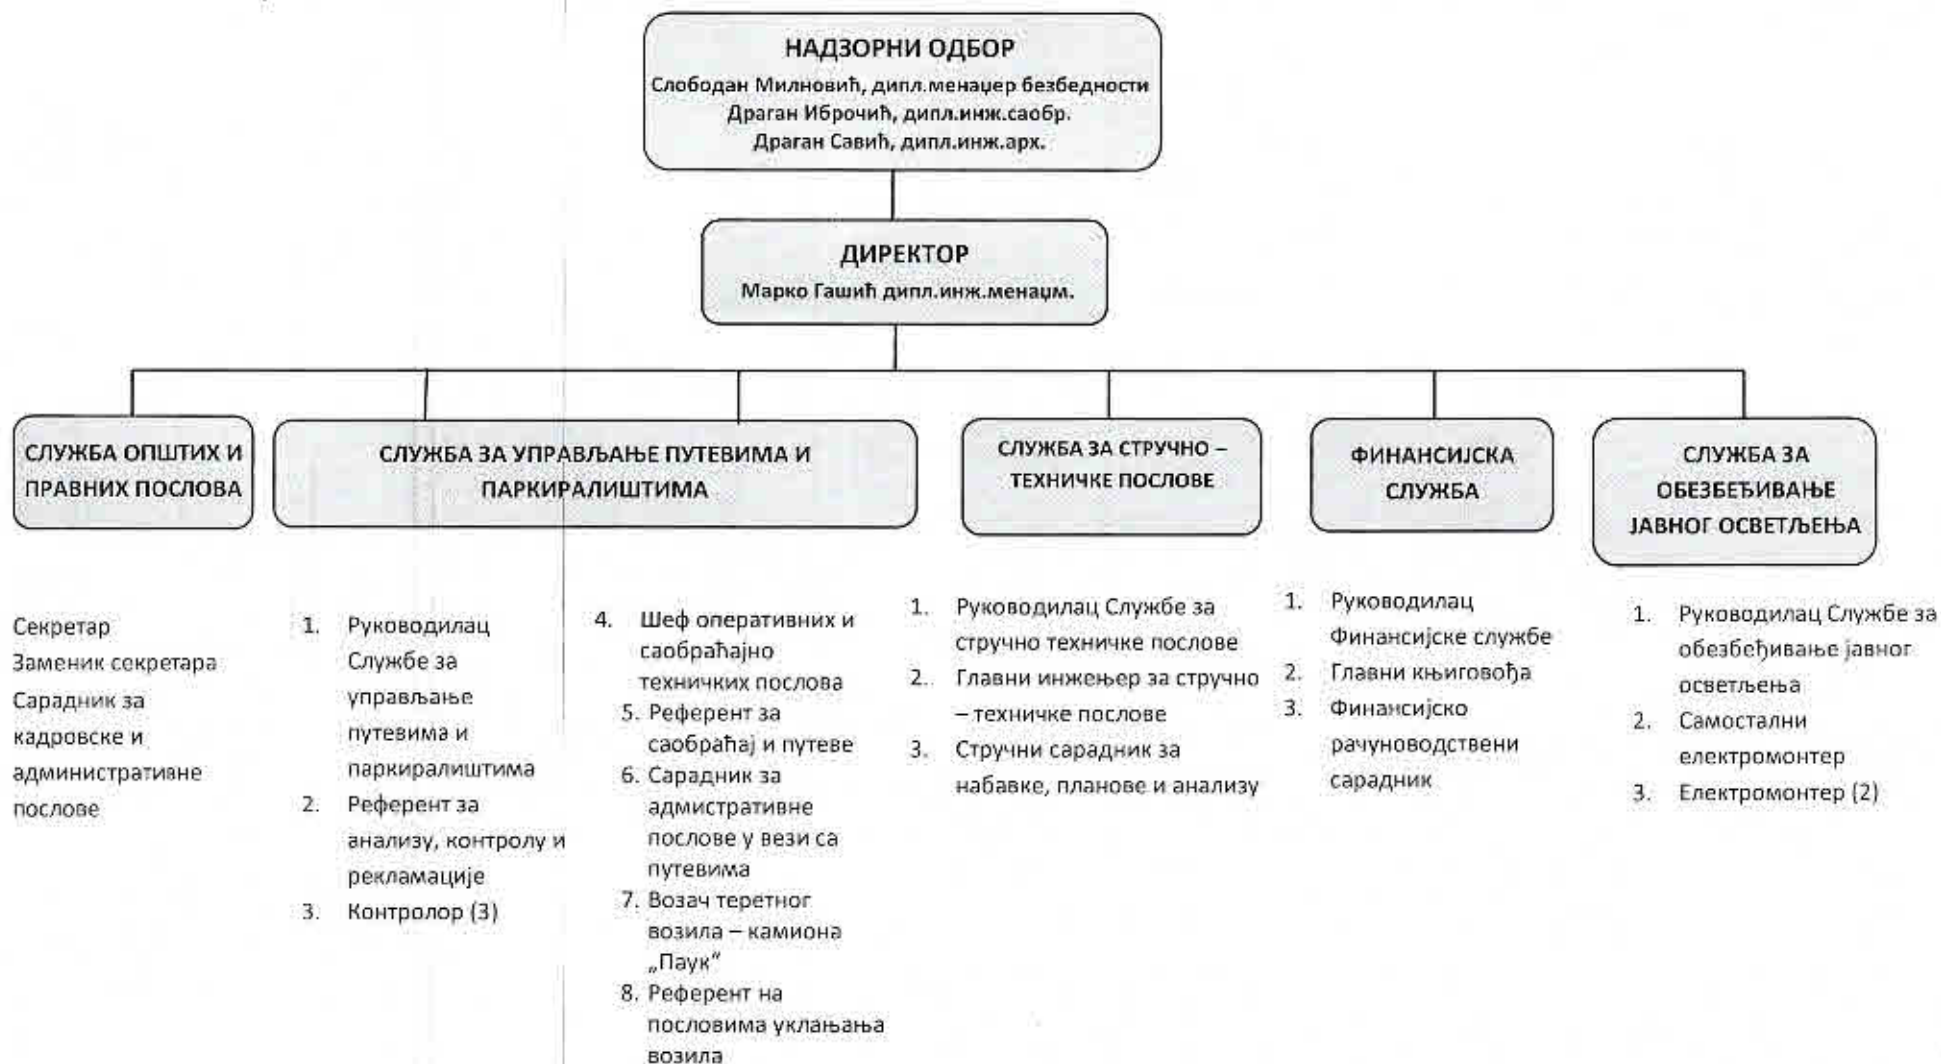 НАДЗОРНИ ОДБОР
Слободан Милновић, дипл.менаџер безбедности
Драган Иброчић, дипл.инж.саобр.
Драган Савић, дипл.инж.арх.
ДИРЕКТОР
Марко Гашић дипл.инж.менаџм.
СЛУЖБА ОПШТИХ И
ПРАВНИХ ПОСЛОВА
СЛУЖБА ЗА УПРАВЉАЊЕ ПУТЕВИМА И
ПАРКИРАЛИШТИМА
СЛУЖБА ЗА СТРУЧНО –
ТЕХНИЧКЕ ПОСЛОВЕ
ФИНАНСИЈСКА
СЛУЖБА
СЛУЖБА ЗА
ОБЕЗБЕЂИВАЊЕ
ЈАВНОГ ОСВЕТЉЕЊА
Секретар
Заменик секретара
Сарадник за
кадровске и
административне
послове
1. Руководилац
Службе за
управљање
путевима и
паркиралиштима
2. Референт за
анализу, контролу и
рекламације
3. Контролор (3)
4. Шеф оперативних и
саобраћајно
техничких послова
5. Референт за
саобраћај и путеве
6. Сарадник за
адмистративне
послове у вези са
путевима
7. Возач теретног
возила – камиона
„Паук“
8. Референт на
пословима уклањања
возила
1. Руководилац Службе за
стручно техничке послове
2. Главни инжењер за стручно
– техничке послове
3. Стручни сарадник за
набавке, планове и анализу
1. Руководилац
Финансијске службе
2. Главни књиговођа
3. Финансијско
рачуноводствени
сарадник
1. Руководилац Службе за
обезбеђивање јавног
осветљења
2. Самостални
електромонтер
3. Електромонтер (2)